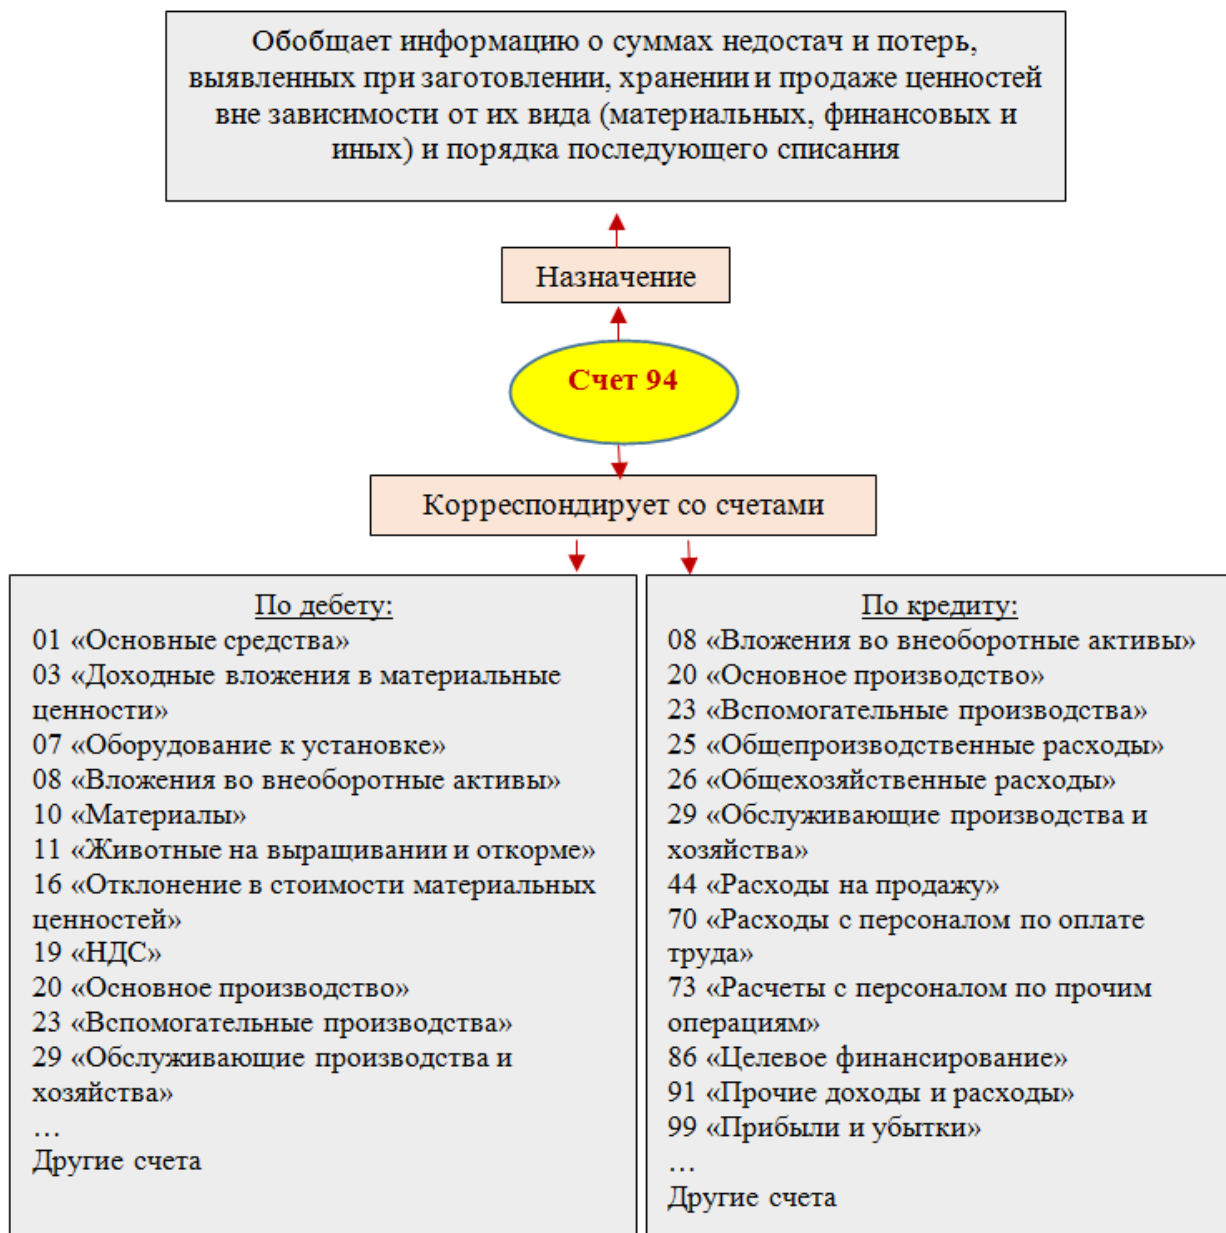 Обобщает информацию о суммах недостач и потерь,
выявленных при заготовлении, хранении и продаже ценностей
вне зависимости от их вида (материальных, финансовых и
иных) и порядка последующего списания
Назначение
Счет 94
Корреспондирует со счетами
По дебету:
01 «Основные средства»
03 «Доходные вложения в материальные
ценности»
07 «Оборудование к установке»
08 «Вложения во внеоборотные активы»
10 «Материалы»
11 «Животные на выращивании и откорме»
16 «Отклонение в стоимости материальных
ценностей»
19 «НДС»
20 «Основное производство»
23 «Вспомогательные производства»
29 «Обслуживающие производства и
хозяйства»
…
Другие счета
По кредиту:
08 «Вложения во внеоборотные активы»
20 «Основное производство»
23 «Вспомогательные производства»
25 «Общепроизводственные расходы»
26 «Общехозяйственные расходы»
29 «Обслуживающие производства и
хозяйства»
44 «Расходы на продажу»
70 «Расходы с персоналом по оплате
труда»
73 «Расчеты с персоналом по прочим
операциям»
86 «Целевое финансирование»
91 «Прочие доходы и расходы»
99 «Прибыли и убытки»
…
Другие счета